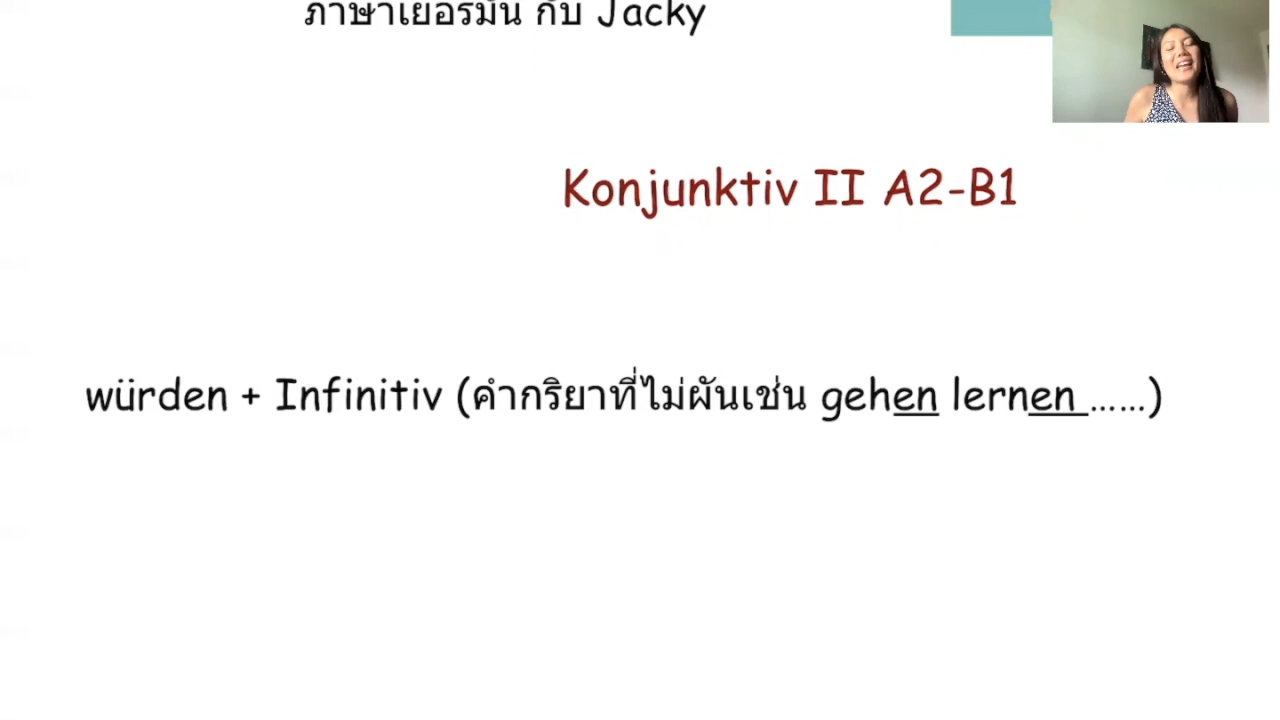 ภาษาเยอรมัน กับ Jacky
Konjunktiv II A2-B1
würden + Infinitiv (คำกริยาที่ไม่ผันเช่น gehen lernen ......)